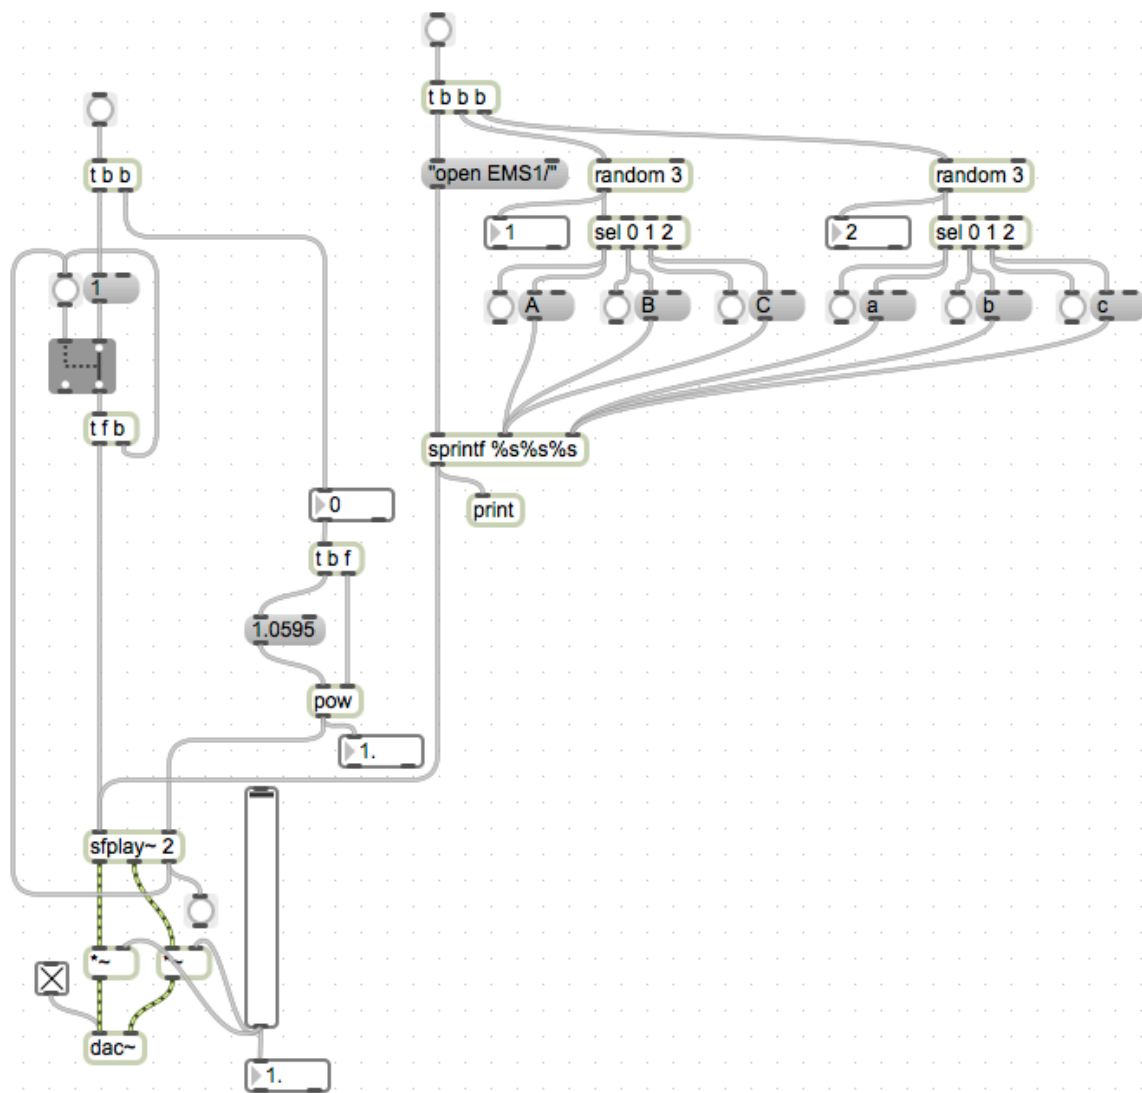 t b b b
t b b
"open EMS1/"
random 3
random 3
1
sel 0 1 2
2
sel 0 1 2
1
A
B
C
a
b
c
t f b
sprintf %s%s%s
0
print
t b f
1.0595
pow
1.
sfplay~ 2
*~
*~
dac~
1.